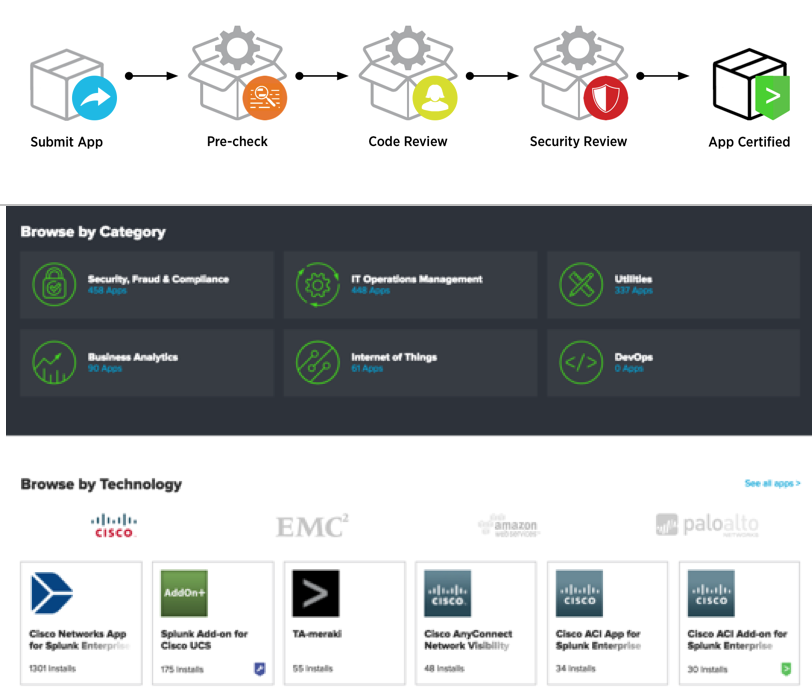 Submit App
Pre-check
Code Review
Security Review
App Certified
Browse by Category
Security, Fraud & Compliance
458 Apps
IT Operations Management
448 Apps
Utilities
337 Apps
Business Analytics
90 Apps
Internet of Things
61 Apps
</>
DevOps
0 Apps
Browse by Technology
See all apps >
CISCO
EMC²
amazon
webservices
paloalto
NETWORKS
Cisco Networks App
for Splunk Enterprise
1301 Installs
AddOn+
Splunk Add-on for
Cisco UCS
175 Installs
>
TA-meraki
55 Installs
CISCO
Cisco AnyConnect
Network Visibility
48 Installs
CISCO
Cisco ACI App for
Splunk Enterprise
34 Installs
CISCO
Cisco ACI Add-on for
Splunk Enterprise
30 Installs